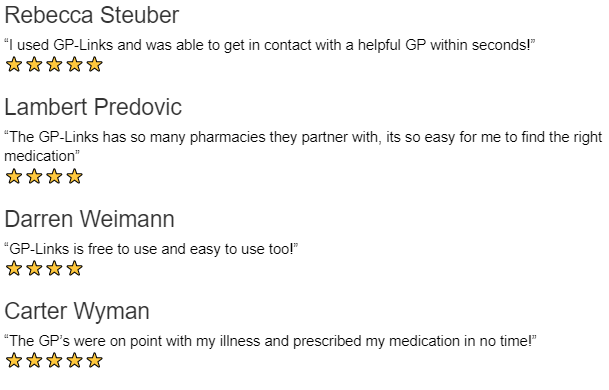 Rebecca Steuber
“I used GP-Links and was able to get in contact with a helpful GP within seconds!”
Lambert Predovic
“The GP-Links has so many pharmacies they partner with, its so easy for me to find the right
medication”
Darren Weimann
“GP-Links is free to use and easy to use too!”
Carter Wyman
“The GP’s were on point with my illness and prescribed my medication in no time!”